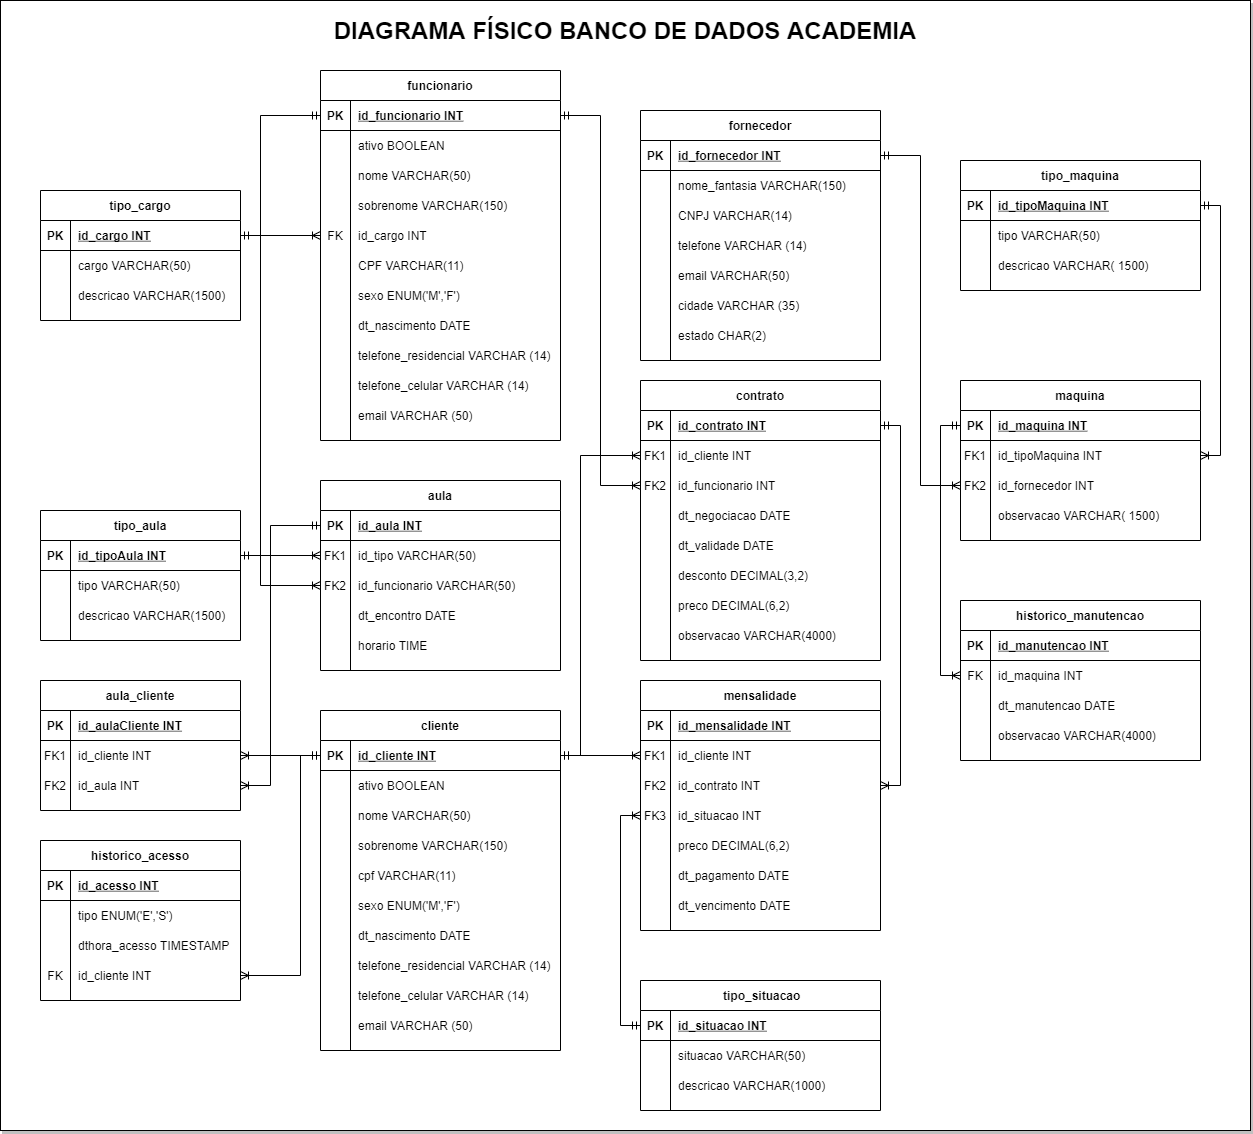 DIAGRAMA FÍSICO BANCO DE DADOS ACADEMIA
funcionario
PK id_funcionario INT
ativo BOOLEAN
nome VARCHAR(50)
sobrenome VARCHAR(150)
FK id_cargo INT
CPF VARCHAR(11)
sexo ENUM('M','F')
dt_nascimento DATE
telefone_residencial VARCHAR (14)
telefone_celular VARCHAR (14)
email VARCHAR (50)
fornecedor
PK id_fornecedor INT
nome_fantasia VARCHAR(150)
CNPJ VARCHAR(14)
telefone VARCHAR (14)
email VARCHAR(50)
cidade VARCHAR (35)
estado CHAR(2)
tipo_maquina
PK id_tipoMaquina INT
tipo VARCHAR(50)
descricao VARCHAR( 1500)
tipo_cargo
PK id_cargo INT
cargo VARCHAR(50)
descricao VARCHAR(1500)
contrato
PK id_contrato INT
FK1 id_cliente INT
FK2 id_funcionario INT
dt_negociacao DATE
dt_validade DATE
desconto DECIMAL(3,2)
preco DECIMAL(6,2)
observacao VARCHAR(4000)
maquina
PK id_maquina INT
FK1 id_tipoMaquina INT
FK2 id_fornecedor INT
observacao VARCHAR( 1500)
aula
PK id_aula INT
FK1 id_tipo VARCHAR(50)
FK2 id_funcionario VARCHAR(50)
dt_encontro DATE
horario TIME
tipo_aula
PK id_tipoAula INT
tipo VARCHAR(50)
descricao VARCHAR(1500)
historico_manutencao
PK id_manutencao INT
FK id_maquina INT
dt_manutencao DATE
observacao VARCHAR(4000)
aula_cliente
PK id_aulaCliente INT
FK1 id_cliente INT
FK2 id_aula INT
cliente
PK id_cliente INT
ativo BOOLEAN
nome VARCHAR(50)
sobrenome VARCHAR(150)
cpf VARCHAR(11)
sexo ENUM('M','F')
dt_nascimento DATE
telefone_residencial VARCHAR (14)
telefone_celular VARCHAR (14)
email VARCHAR (50)
mensalidade
PK id_mensalidade INT
FK1 id_cliente INT
FK2 id_contrato INT
FK3 id_situacao INT
preco DECIMAL(6,2)
dt_pagamento DATE
dt_vencimento DATE
historico_acesso
PK id_acesso INT
tipo ENUM('E','S')
dthora_acesso TIMESTAMP
FK id_cliente INT
tipo_situacao
PK id_situacao INT
situacao VARCHAR(50)
descricao VARCHAR(1000)